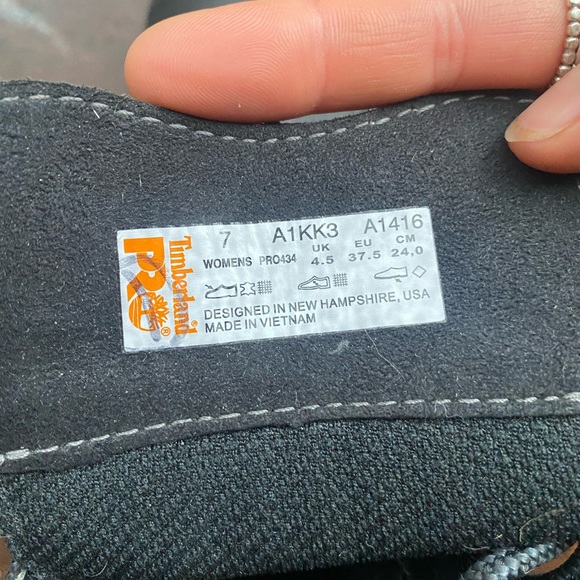 Timberland
PRO
®
7 A1KK3 A1416
UK EU CM
WOMENS PRO434 4.5 37.5 24,0
DESIGNED IN NEW HAMPSHIRE, USA
MADE IN VIETNAM